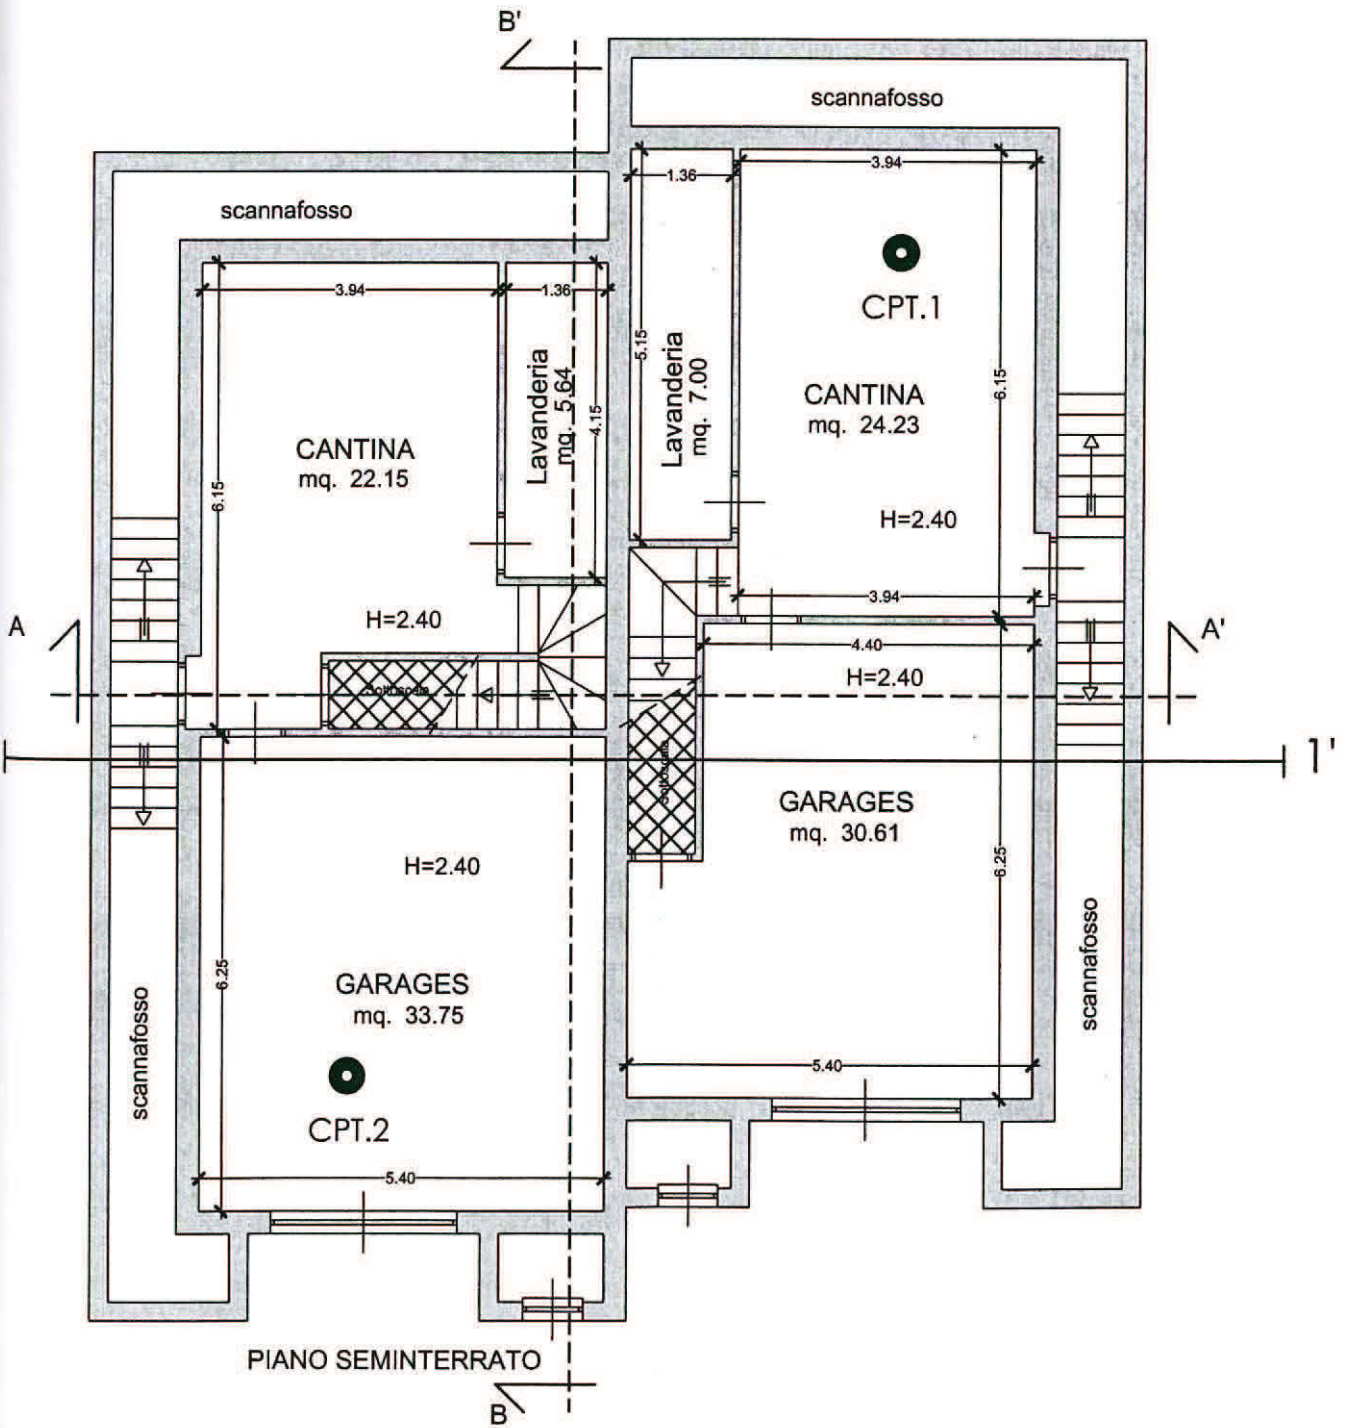 B'
scannafosso
3.94
1.36
scannafosso
CPT.1
3.94
1.36
5.15
Lavanderia
mq. 7.00
6.15
CANTINA
mq. 24.23
Lavanderia
mq. 5.64
4.15
CANTINA
mq. 22.15
6.15
H=2.40
3.94
H=2.40
A
A'
4.40
H=2.40
Sottoscala
1'
Sottoscala
GARAGES
mq. 30.61
H=2.40
6.25
scannafosso
6.25
GARAGES
mq. 33.75
scannafosso
5.40
CPT.2
5.40
PIANO SEMINTERRATO
B